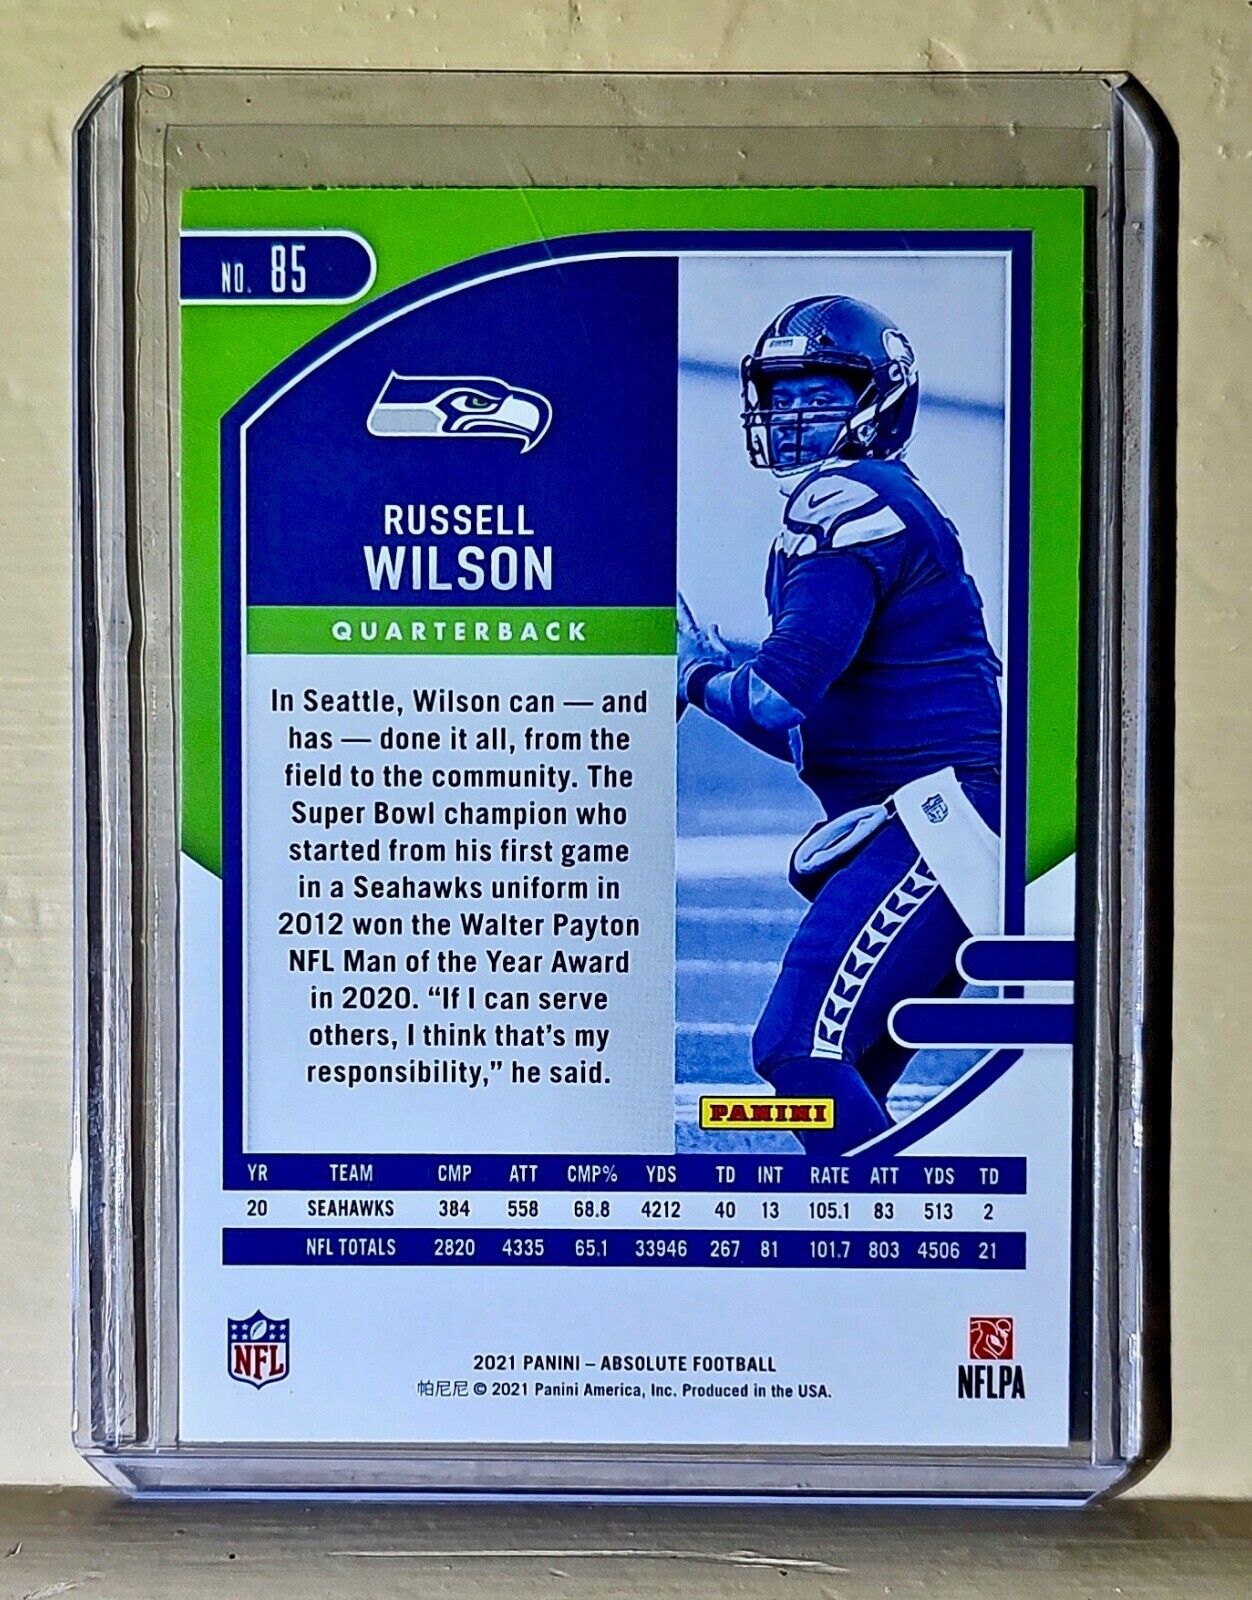 NO. 85
RUSSELL
WILSON
QUARTERBACK
In Seattle, Wilson can — and
has — done it all, from the
field to the community. The
Super Bowl champion who
started from his first game
in a Seahawks uniform in
2012 won the Walter Payton
NFL Man of the Year Award
in 2020. “If I can serve
others, I think that’s my
responsibility,” he said.
PANINI
YR TEAM CMP ATT CMP% YDS TD INT RATE ATT YDS TD
20 SEAHAWKS 384 558 68.8 4212 40 13 105.1 83 513 2
NFL TOTALS 2820 4335 65.1 33946 267 81 101.7 803 4506 21
NFL
NFLPA
2021 PANINI – ABSOLUTE FOOTBALL
帕尼尼 © 2021 Panini America, Inc. Produced in the USA.